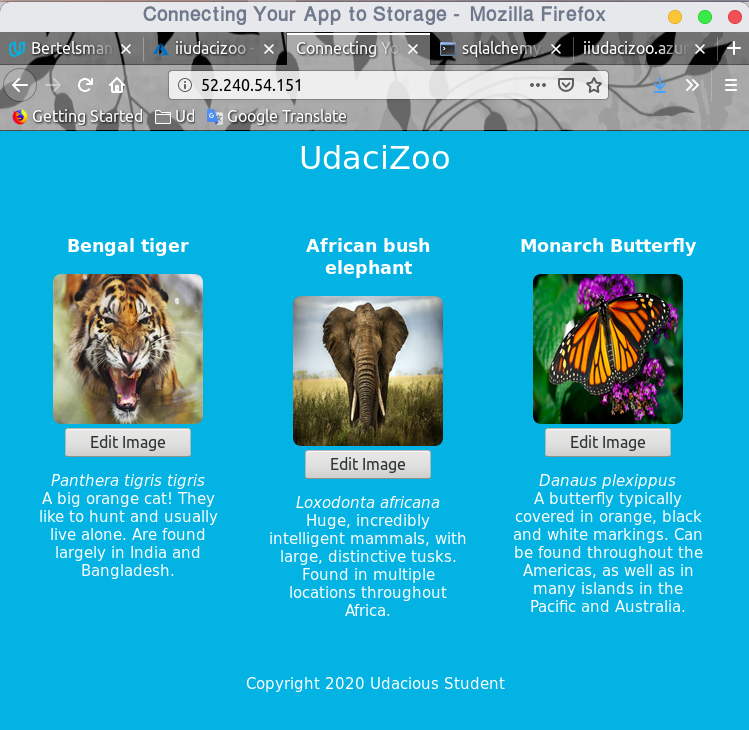 Connecting Your App to Storage - Mozilla Firefox
Bertelsman
iiudacizoo -
Connecting Yo
sqlalchemy
iiudacizoo.azur
52.240.54.151
Getting Started Ud Google Translate
UdaciZoo
Bengal tiger
Edit Image
Panthera tigris tigris
A big orange cat! They
like to hunt and usually
live alone. Are found
largely in India and
Bangladesh.
African bush
elephant
Edit Image
Loxodonta africana
Huge, incredibly
intelligent mammals, with
large, distinctive tusks.
Found in multiple
locations throughout
Africa.
Monarch Butterfly
Edit Image
Danaus plexippus
A butterfly typically
covered in orange, black
and white markings. Can
be found throughout the
Americas, as well as in
many islands in the
Pacific and Australia.
Copyright 2020 Udacious Student